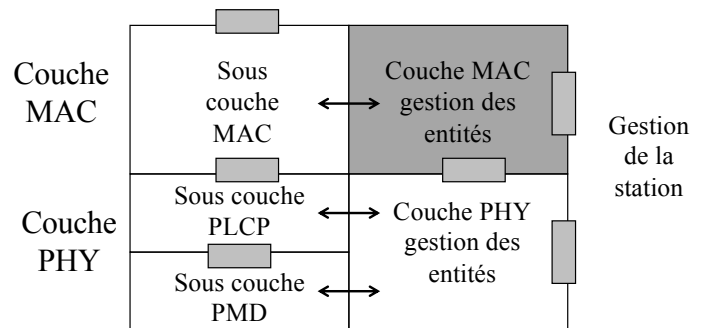 Couche
MAC
Sous
couche
MAC
Couche MAC
gestion des
entités
Gestion
de la
station
Couche
PHY
Sous couche
PLCP
Couche PHY
gestion des
entités
Sous couche
PMD